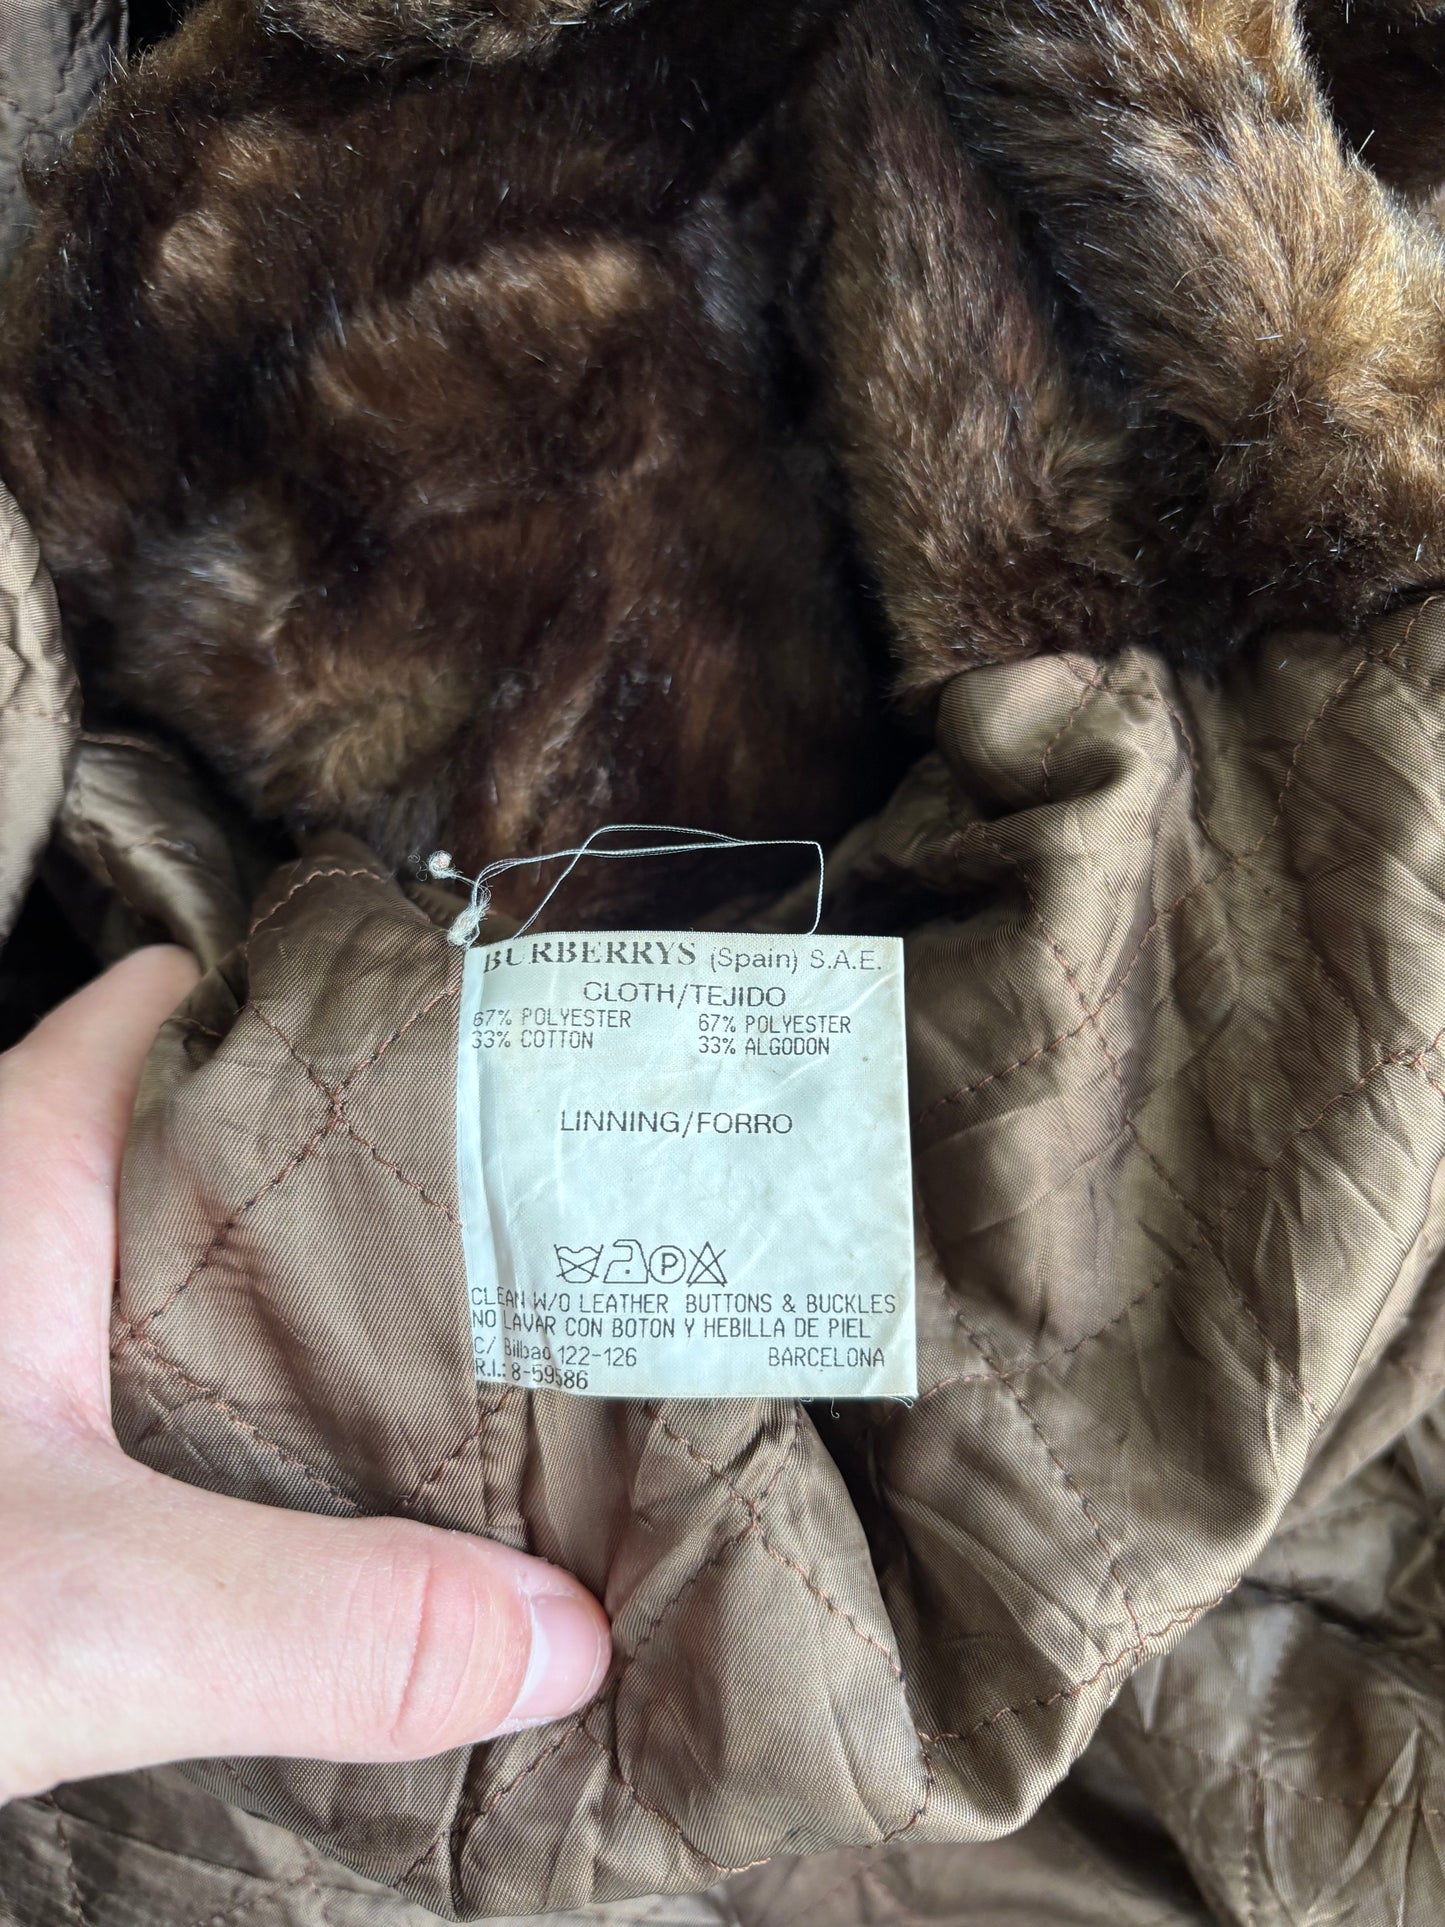 BURBERRYS (Spain) S.A.E.
CLOTH/TEJIDO
67% POLYESTER 67% POLYESTER
33% COTTON 33% ALGODON
LINNING/FORRO
P
CLEAN W/O LEATHER BUTTONS & BUCKLES
NO LAVAR CON BOTON Y HEBILLA DE PIEL
C/ Bilbao 122-126 BARCELONA
R.I.: 8-59586